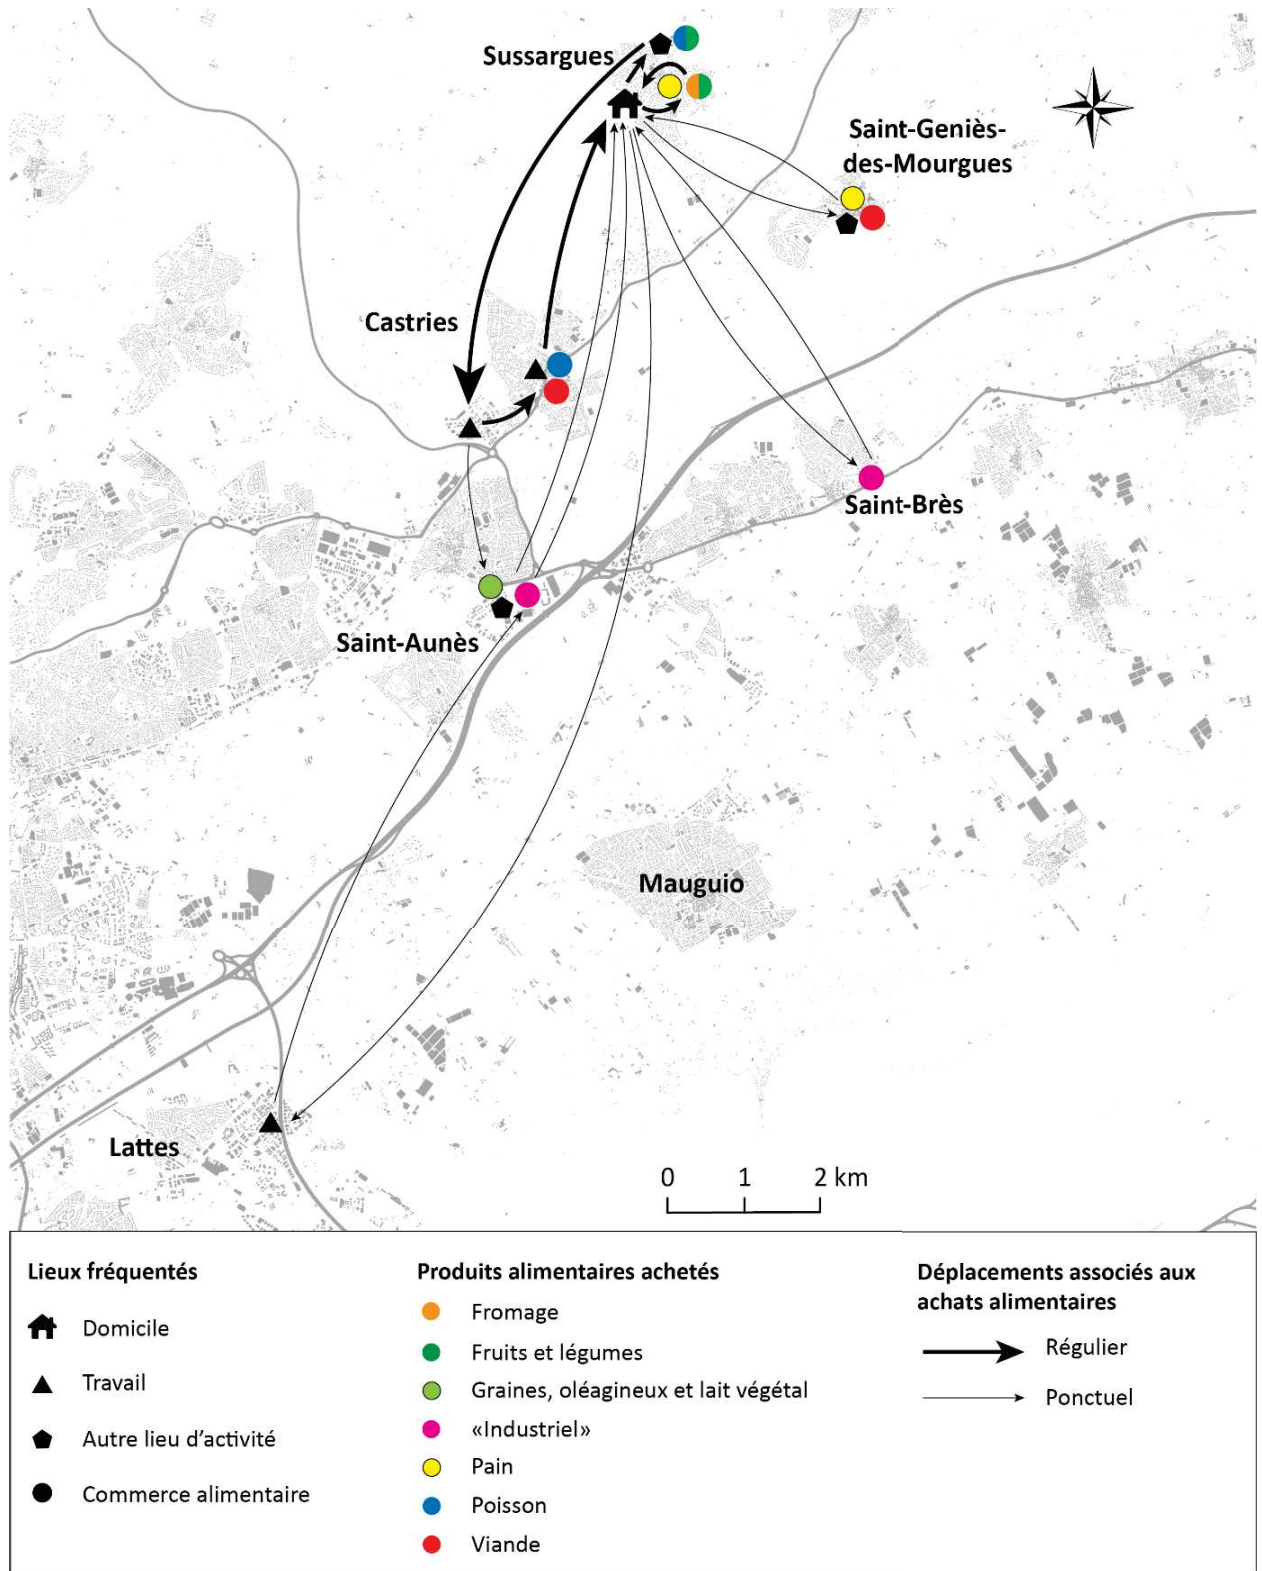 Sussargues
Saint-Geniès-
des-Mourgues
Castries
Saint-Brès
Saint-Aunès
Mauguio
Lattes
0 1 2 km
Lieux fréquentés
Domicile
Travail
Autre lieu d'activité
Commerce alimentaire
Produits alimentaires achetés
Fromage
Fruits et légumes
Graines, oléagineux et lait végétal
«Industriel»
Pain
Poisson
Viande
Déplacements associés aux
achats alimentaires
Régulier
Ponctuel